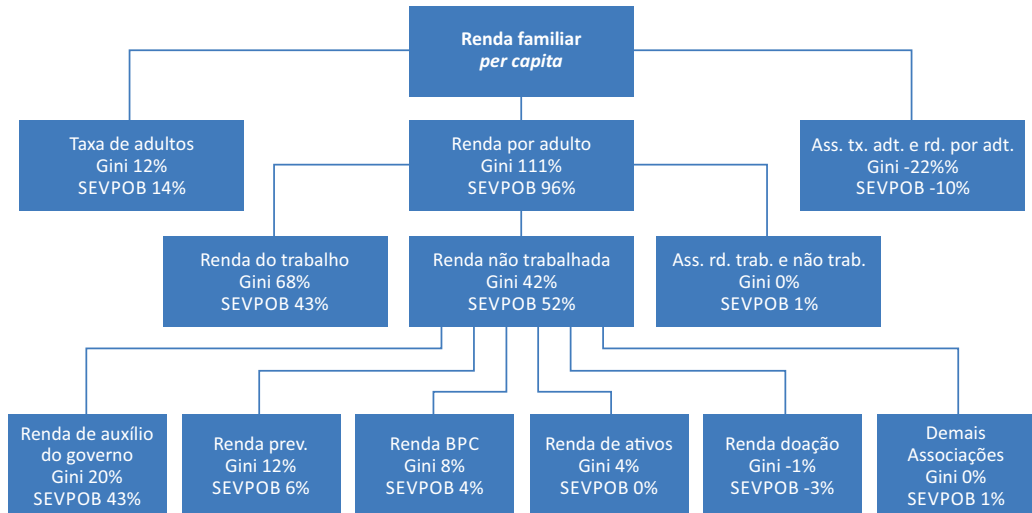 Renda familiar
per capita
Taxa de adultos
Gini 12%
SEVPOB 14%
Renda por adulto
Gini 111%
SEVPOB 96%
Ass. tx. adt. e rd. por adt.
Gini -22%%
SEVPOB -10%
Renda do trabalho
Gini 68%
SEVPOB 43%
Renda não trabalhada
Gini 42%
SEVPOB 52%
Ass. rd. trab. e não trab.
Gini 0%
SEVPOB 1%
Renda de auxílio
do governo
Gini 20%
SEVPOB 43%
Renda prev.
Gini 12%
SEVPOB 6%
Renda BPC
Gini 8%
SEVPOB 4%
Renda de ativos
Gini 4%
SEVPOB 0%
Renda doação
Gini -1%
SEVPOB -3%
Demais
Associações
Gini 0%
SEVPOB 1%